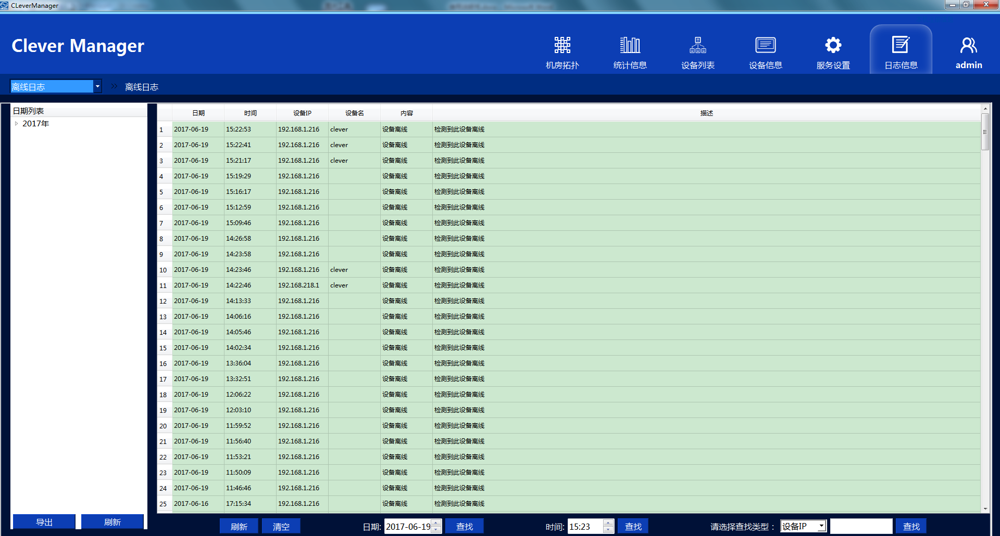 CLeverManager
Clever Manager
机房拓扑 统计信息 设备列表 设备信息 服务设置 日志信息 admin
离线日志 离线日志
日期列表
2017年
日期 时间 设备IP 设备名 内容 描述
1 2017-06-19 15:22:53 192.168.1.216 clever 设备离线 检测到此设备离线
2 2017-06-19 15:22:41 192.168.1.216 clever 设备离线 检测到此设备离线
3 2017-06-19 15:21:17 192.168.1.216 clever 设备离线 检测到此设备离线
4 2017-06-19 15:19:29 192.168.1.216 设备离线 检测到此设备离线
5 2017-06-19 15:16:17 192.168.1.216 设备离线 检测到此设备离线
6 2017-06-19 15:12:59 192.168.1.216 设备离线 检测到此设备离线
7 2017-06-19 15:09:46 192.168.1.216 设备离线 检测到此设备离线
8 2017-06-19 14:26:58 192.168.1.216 设备离线 检测到此设备离线
9 2017-06-19 14:23:58 192.168.1.216 设备离线 检测到此设备离线
10 2017-06-19 14:23:46 192.168.1.216 clever 设备离线 检测到此设备离线
11 2017-06-19 14:22:46 192.168.218.1 clever 设备离线 检测到此设备离线
12 2017-06-19 14:13:33 192.168.1.216 设备离线 检测到此设备离线
13 2017-06-19 14:06:16 192.168.1.216 设备离线 检测到此设备离线
14 2017-06-19 14:05:46 192.168.1.216 设备离线 检测到此设备离线
15 2017-06-19 14:02:34 192.168.1.216 设备离线 检测到此设备离线
16 2017-06-19 13:36:04 192.168.1.216 设备离线 检测到此设备离线
17 2017-06-19 13:32:51 192.168.1.216 设备离线 检测到此设备离线
18 2017-06-19 12:06:22 192.168.1.216 设备离线 检测到此设备离线
19 2017-06-19 12:03:10 192.168.1.216 设备离线 检测到此设备离线
20 2017-06-19 11:59:52 192.168.1.216 设备离线 检测到此设备离线
21 2017-06-19 11:56:40 192.168.1.216 设备离线 检测到此设备离线
22 2017-06-19 11:53:21 192.168.1.216 设备离线 检测到此设备离线
23 2017-06-19 11:50:09 192.168.1.216 设备离线 检测到此设备离线
24 2017-06-19 11:46:46 192.168.1.216 设备离线 检测到此设备离线
25 2017-06-16 17:15:34 192.168.1.216 设备离线 检测到此设备离线
导出 刷新
刷新 清空 日期: 2017-06-19 查找 时间: 15:23 查找 请选择查找类型： 设备IP 查找